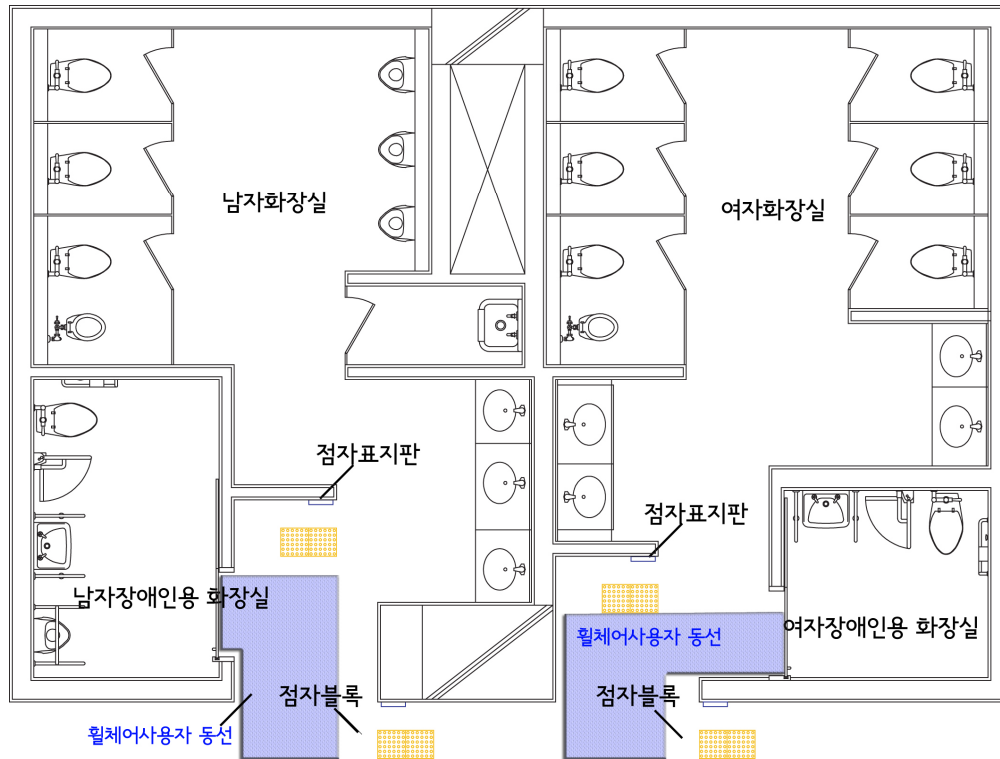 남자화장실
여자화장실
점자표지판
점자표지판
남자장애인용 화장실
휠체어사용자 동선
여자장애인용 화장실
점자블록
점자블록
휠체어사용자 동선